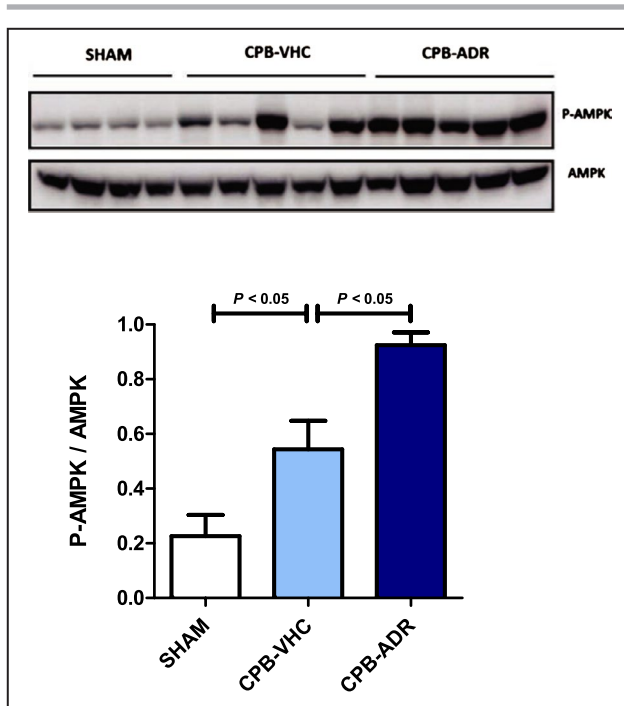 SHAM CPB-VHC CPB-ADR
P-AMPK
AMPK
P < 0.05 P < 0.05
1.0
0.8
0.6
0.4
0.2
0.0
P-AMPK / AMPK
SHAM CPB-VHC CPB-ADR